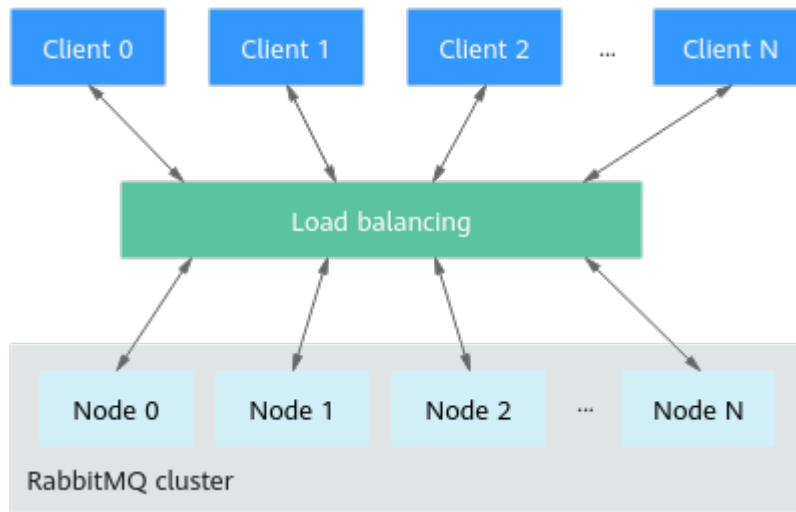 Client 0
Client 1
Client 2
...
Client N
Load balancing
Node 0
Node 1
Node 2
...
Node N
RabbitMQ cluster